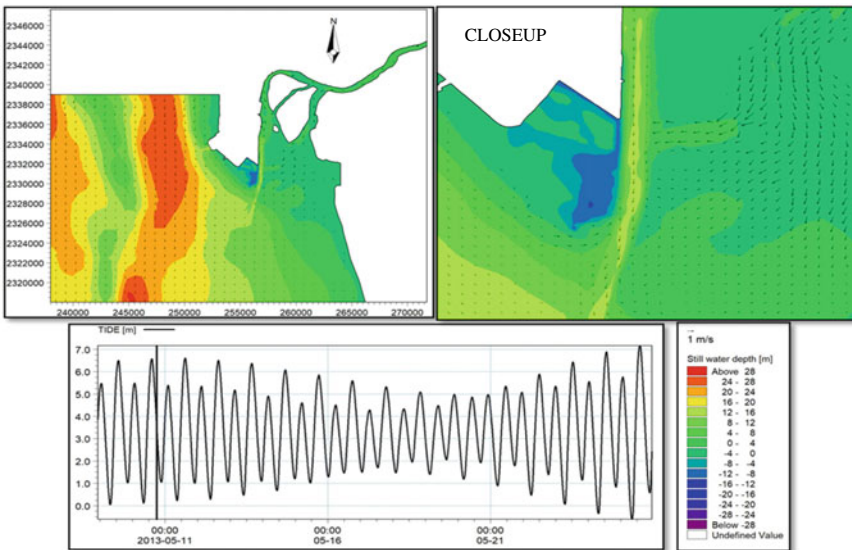 N
2346000
2344000
2342000
2340000
2338000
2336000
2334000
2332000
2330000
2328000
2326000
2324000
2322000
2320000
240000 245000 250000 255000 260000 265000 270000
CLOSEUP
TIDE [m]
7.0
6.0
5.0
4.0
3.0
2.0
1.0
0.0
00:00 00:00 00:00
2013-05-11 05-16 05-21
1 m/s
Still water depth [m]
Above 28
24 - 28
20 - 24
16 - 20
12 - 16
8 - 12
4 - 8
0 - 4
-4 - 0
-8 - -4
-12 - -8
-16 - -12
-20 - -16
-24 - -20
-28 - -24
Below -28
Undefined Value